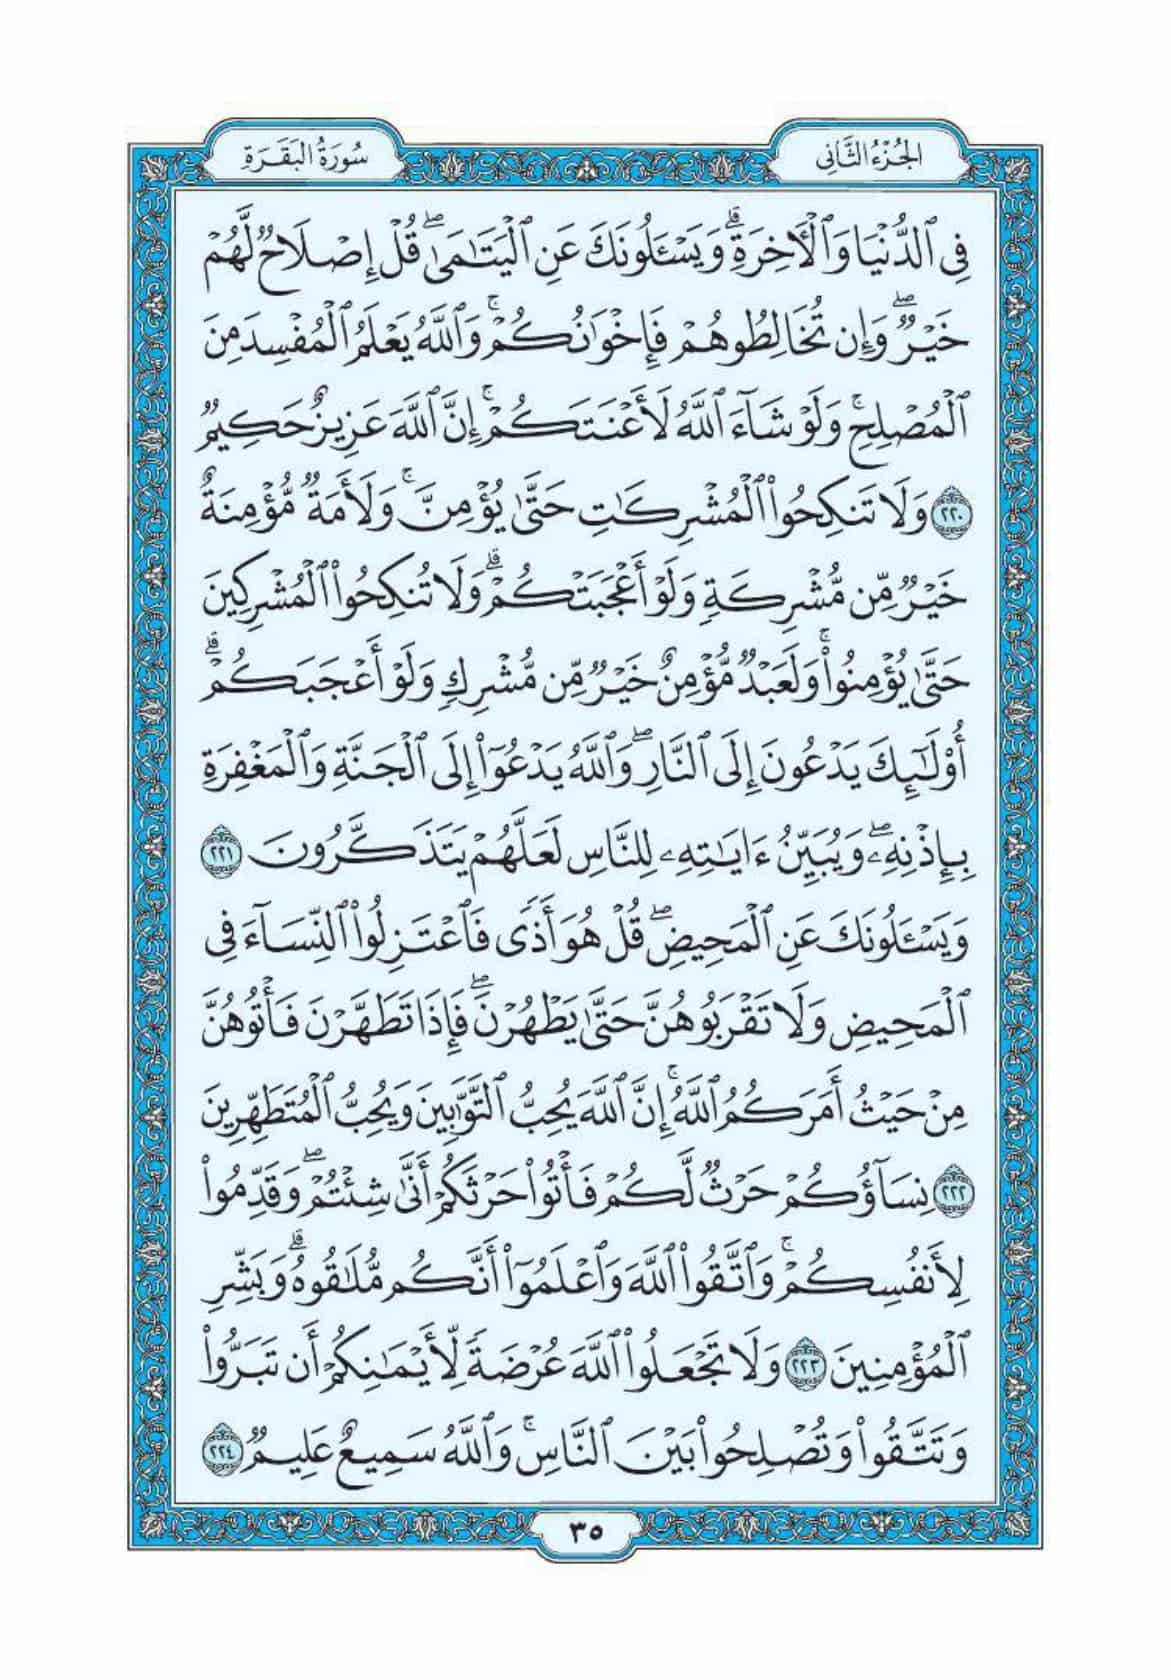 الجُزْءُ الثَّانِي
سُورَةُ البَقَرَةِ
فِي ٱلدُّنْيَا وَٱلْأٓخِرَةِۗ وَيَسْـَٔلُونَكَ عَنِ ٱلْيَتَٰمَىٰۖ قُلْ إِصْلَاحٞ لَّهُمْ
خَيْرٞۖ وَإِن تُخَالِطُوهُمْ فَإِخْوَٰنُكُمْۚ وَٱللَّهُ يَعْلَمُ ٱلْمُفْسِدَ مِنَ
ٱلْمُصْلِحِۚ وَلَوْ شَآءَ ٱللَّهُ لَأَعْنَتَكُمْۚ إِنَّ ٱللَّهَ عَزِيزٌ حَكِيمٞ
٢٢٠ وَلَا تَنكِحُوا۟ ٱلْمُشْرِكَٰتِ حَتَّىٰ يُؤْمِنَّۚ وَلَأَمَةٞ مُّؤْمِنَةٌ
خَيْرٞ مِّن مُّشْرِكَةٖ وَلَوْ أَعْجَبَتْكُمْۗ وَلَا تُنكِحُوا۟ ٱلْمُشْرِكِينَ
حَتَّىٰ يُؤْمِنُوا۟ۚ وَلَعَبْدٞ مُّؤْمِنٌ خَيْرٞ مِّن مُّشْرِكٖ وَلَوْ أَعْجَبَكُمْۗ
أُو۟لَٰٓئِكَ يَدْعُونَ إِلَى ٱلنَّارِۖ وَٱللَّهُ يَدْعُوٓا۟ إِلَى ٱلْجَنَّةِ وَٱلْمَغْفِرَةِ
بِإِذْنِهِۦۖ وَيُبَيِّنُ ءَايَٰتِهِۦ لِلنَّاسِ لَعَلَّهُمْ يَتَذَكَّرُونَ ٢٢١
وَيَسْـَٔلُونَكَ عَنِ ٱلْمَحِيضِۖ قُلْ هُوَ أَذٗى فَٱعْتَزِلُوا۟ ٱلنِّسَآءَ فِي
ٱلْمَحِيضِ وَلَا تَقْرَبُوهُنَّ حَتَّىٰ يَطْهُرْنَۖ فَإِذَا تَطَهَّرْنَ فَأْتُوهُنَّ
مِنْ حَيْثُ أَمَرَكُمُ ٱللَّهُۚ إِنَّ ٱللَّهَ يُحِبُّ ٱلتَّوَّٰبِينَ وَيُحِبُّ ٱلْمُتَطَهِّرِينَ
٢٢٢ نِسَآؤُكُمْ حَرْثٞ لَّكُمْ فَأْتُوا۟ حَرْثَكُمْ أَنَّىٰ شِئْتُمْۖ وَقَدِّمُوا۟
لِأَنفُسِكُمْۚ وَٱتَّقُوا۟ ٱللَّهَ وَٱعْلَمُوٓا۟ أَنَّكُم مُّلَٰقُوهُۗ وَبَشِّرِ
ٱلْمُؤْمِنِينَ ٢٢٣ وَلَا تَجْعَلُوا۟ ٱللَّهَ عُرْضَةٗ لِّأَيْمَٰنِكُمْ أَن تَبَرُّوا۟
وَتَتَّقُوا۟ وَتُصْلِحُوا۟ بَيْنَ ٱلنَّاسِۚ وَٱللَّهُ سَمِيعٌ عَلِيمٞ ٢٢٤
٣٥